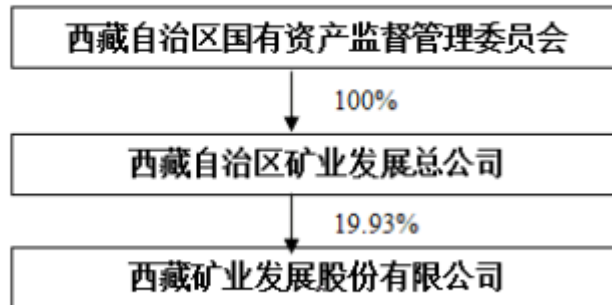 西藏自治区国有资产监督管理委员会
100%
西藏自治区矿业发展总公司
19.93%
西藏矿业发展股份有限公司